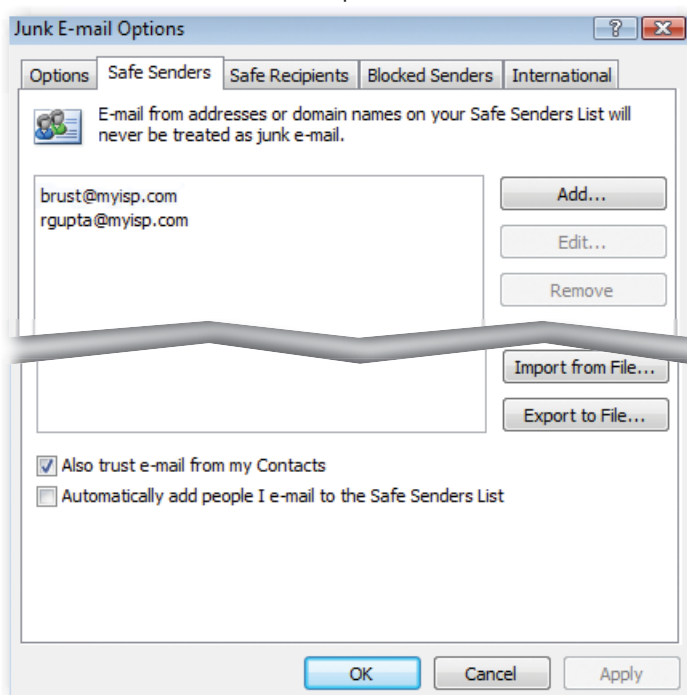 Junk E-mail Options
Options Safe Senders Safe Recipients Blocked Senders International
E-mail from addresses or domain names on your Safe Senders List will
never be treated as junk e-mail.
brust@myisp.com
rgupta@myisp.com
Add...
Edit...
Remove
Import from File...
Export to File...
Also trust e-mail from my Contacts
Automatically add people I e-mail to the Safe Senders List
OK Cancel Apply